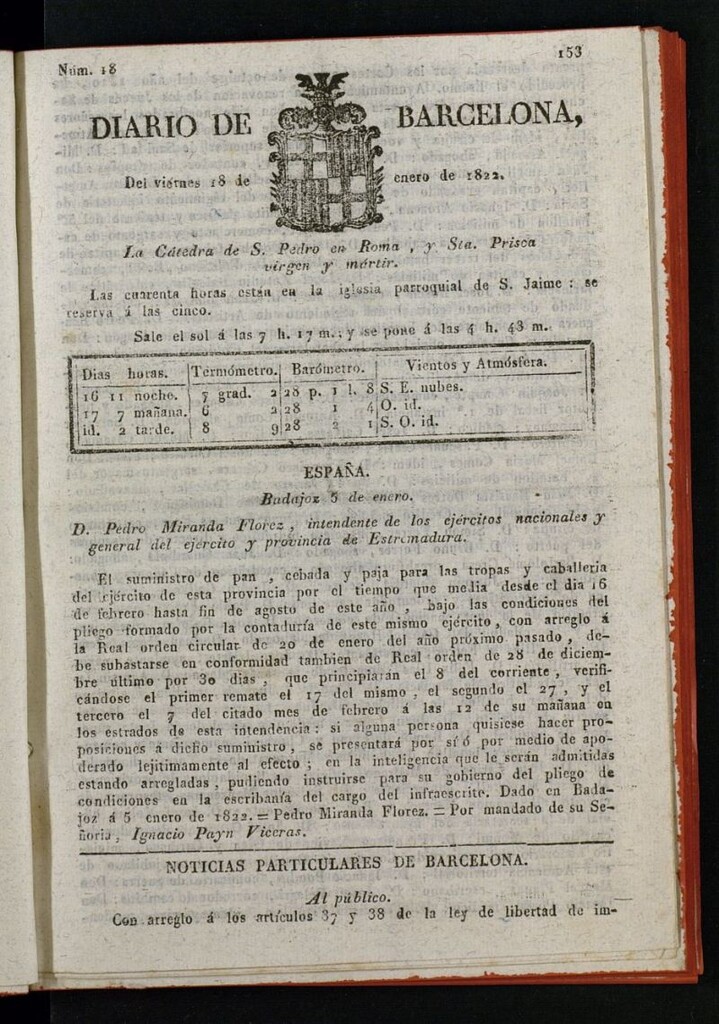 Núm. 18
153
DIARIO DE BARCELONA,
Del viernes 18 de enero de 1822.
La Cátedra de S. Pedro en Roma, y Sta. Prisca
virgen y mártir.
Las cuarenta horas estan en la iglesia parroquial de S. Jaime: se
reserva á las cinco.
Sale el sol á las 7 h. 17 m.; y se pone á las 4 h. 43 m.
Dias horas. Termómetro. Barómetro. Vientos y Atmósfera.
16 11 noche. 7 grad. 2 28 p. 1 l. 8 S. E. nubes.
17 7 mañana. 6 2 28 1 4 O. id.
id. 2 tarde. 8 9 28 2 1 S. O. id.
ESPAÑA.
Badajoz 5 de enero.
D. Pedro Miranda Florez, intendente de los ejércitos nacionales y
general del ejército y provincia de Estremadura.
El suministro de pan, cebada y paja para las tropas y caballería
del ejército de esta provincia por el tiempo que media desde el dia 16
de febrero hasta fin de agosto de este año, bajo las condiciones del
pliego formado por la contaduría de este mismo ejército, con arreglo á
la Real orden circular de 20 de enero del año próximo pasado, de-
be subastarse en conformidad tambien de Real orden de 28 de diciem-
bre último por 30 dias, que principiarán el 8 del corriente, verifi-
cándose el primer remate el 17 del mismo, el segundo el 27, y el
tercero el 7 del citado mes de febrero á las 12 de su mañana en
los estrados de esta intendencia: si alguna persona quisiese hacer pro-
posiciones á dicho suministro, se presentará por sí ó por medio de apo-
derado lejitimamente al efecto; en la inteligencia que le serán admitidas
estando arregladas, pudiendo instruirse para su gobierno del pliego de
condiciones en la escribanía del cargo del infraescrito. Dado en Bada-
joz á 5 enero de 1822. = Pedro Miranda Florez. = Por mandado de su Se-
ñoria, Ignacio Payn Viceras.
NOTICIAS PARTICULARES DE BARCELONA.
Al público.
Con arreglo á los artículos 37 y 38 de la ley de libertad de im-